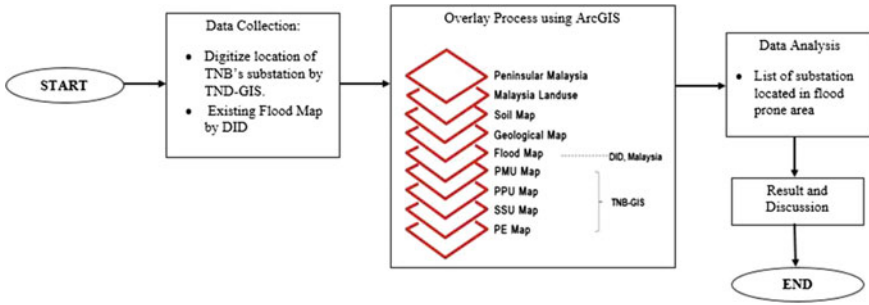 START
Data Collection:
• Digitize location of
TNB's substation by
TND-GIS.
• Existing Flood Map
by DID
Overlay Process using ArcGIS
Peninsular Malaysia
Malaysia Landuse
Soil Map
Geological Map
Flood Map
DID, Malaysia
PMU Map
PPU Map
SSU Map
PE Map
TNB-GIS
Data Analysis
• List of substation
located in flood
prone area
Result and
Discussion
END